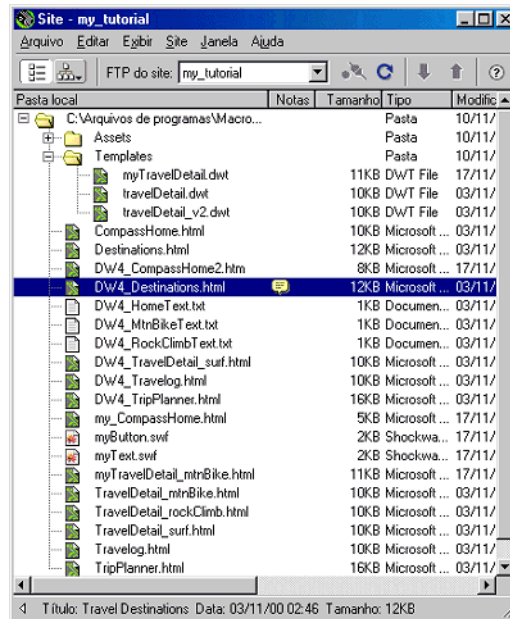 Site - my_tutorial
Arquivo Editar Exibir Site Janela Ajuda
FTP do site: my_tutorial
Pasta local Notas Tamanho Tipo Modific
C:\Arquivos de programas\Macro... Pasta 10/11/
Assets Pasta 10/11/
Templates Pasta 10/11/
myTravelDetail.dwt 11KB DWT File 17/11/
travelDetail.dwt 10KB DWT File 03/11/
travelDetail_v2.dwt 10KB DWT File 03/11/
CompassHome.html 10KB Microsoft ... 03/11/
Destinations.html 12KB Microsoft ... 03/11/
DW4_CompassHome2.htm 8KB Microsoft ... 17/11/
DW4_Destinations.html 12KB Microsoft ... 03/11/
DW4_HomeText.txt 1KB Documen... 03/11/
DW4_MtnBikeText.txt 1KB Documen... 03/11/
DW4_RockClimbText.txt 1KB Documen... 03/11/
DW4_TravelDetail_surf.html 10KB Microsoft ... 03/11/
DW4_Travelog.html 10KB Microsoft ... 03/11/
DW4_TripPlanner.html 16KB Microsoft ... 03/11/
my_CompassHome.html 5KB Microsoft ... 17/11/
myButton.swf 2KB Shockwa... 17/11/
myText.swf 2KB Shockwa... 17/11/
myTravelDetail_mtnBike.html 11KB Microsoft ... 17/11/
TravelDetail_mtnBike.html 10KB Microsoft ... 03/11/
TravelDetail_rockClimb.html 10KB Microsoft ... 03/11/
TravelDetail_surf.html 10KB Microsoft ... 03/11/
Travelog.html 10KB Microsoft ... 03/11/
TripPlanner.html 16KB Microsoft ... 03/11/
Título: Travel Destinations Data: 03/11/00 02:46 Tamanho: 12KB